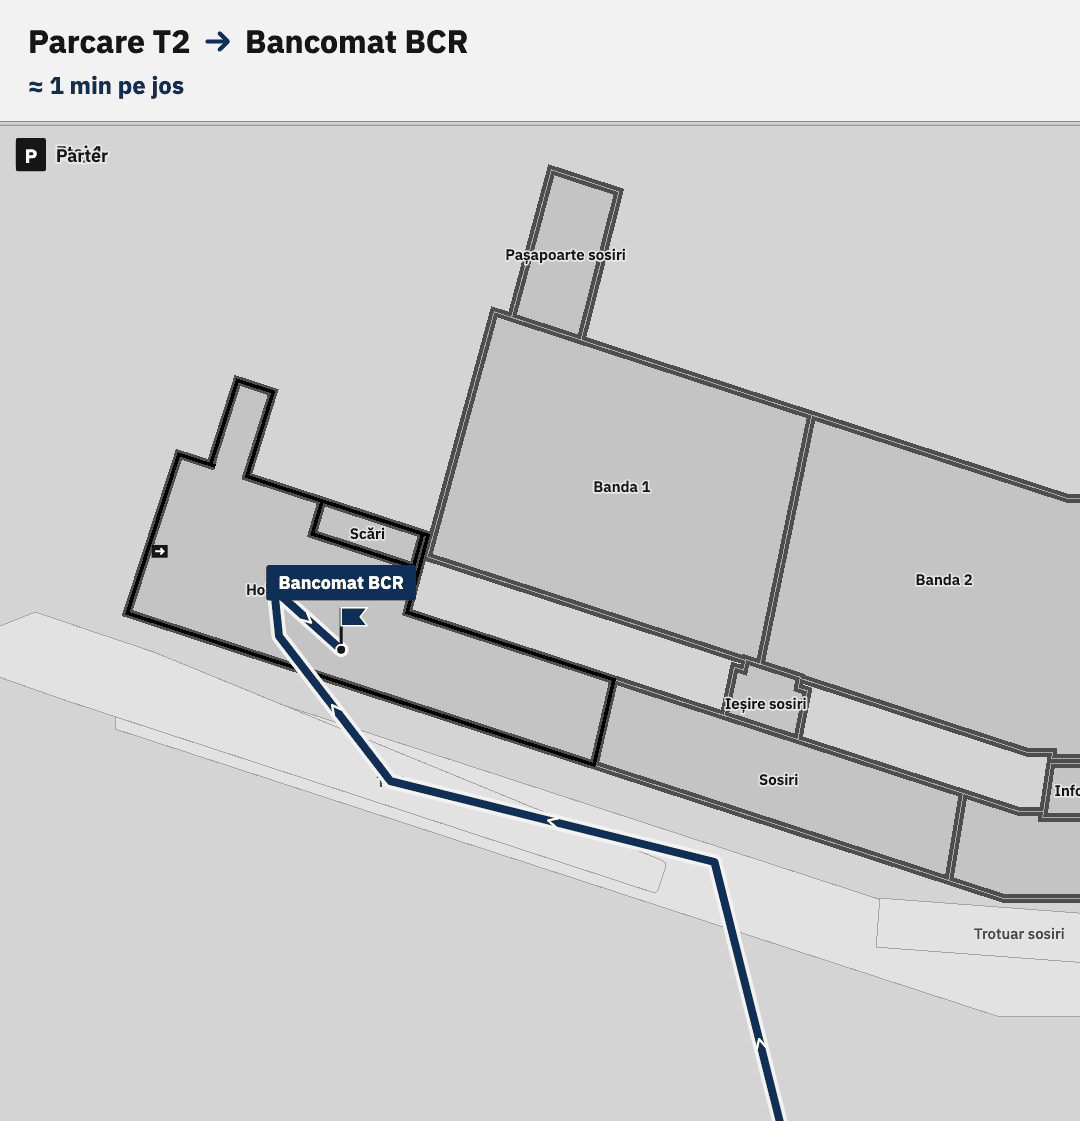 Parcare T2 → Bancomat BCR
≈ 1 min pe jos
P Parter
Pașapoarte sosiri
Banda 1
Scări
Banda 2
Bancomat BCR
Ieșire sosiri
Sosiri
Trotuar sosiri